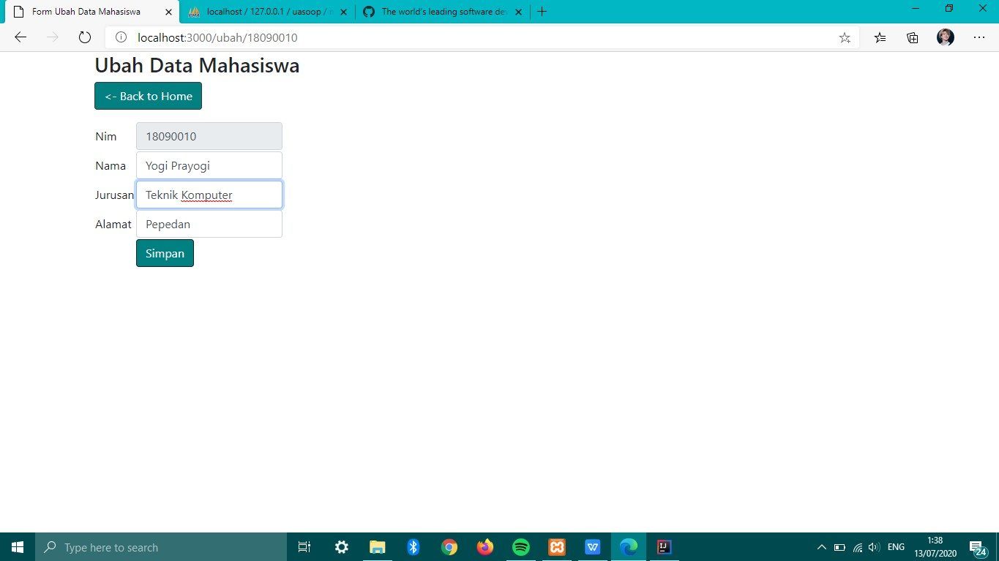 Form Ubah Data Mahasiswa
localhost / 127.0.0.1 / uasoop /
The world's leading software de
localhost:3000/ubah/18090010
Ubah Data Mahasiswa
<- Back to Home
Nim 18090010
Nama Yogi Prayogi
Jurusan Teknik Komputer
Alamat Pepedan
Simpan
Type here to search
ENG
1:38
13/07/2020
24